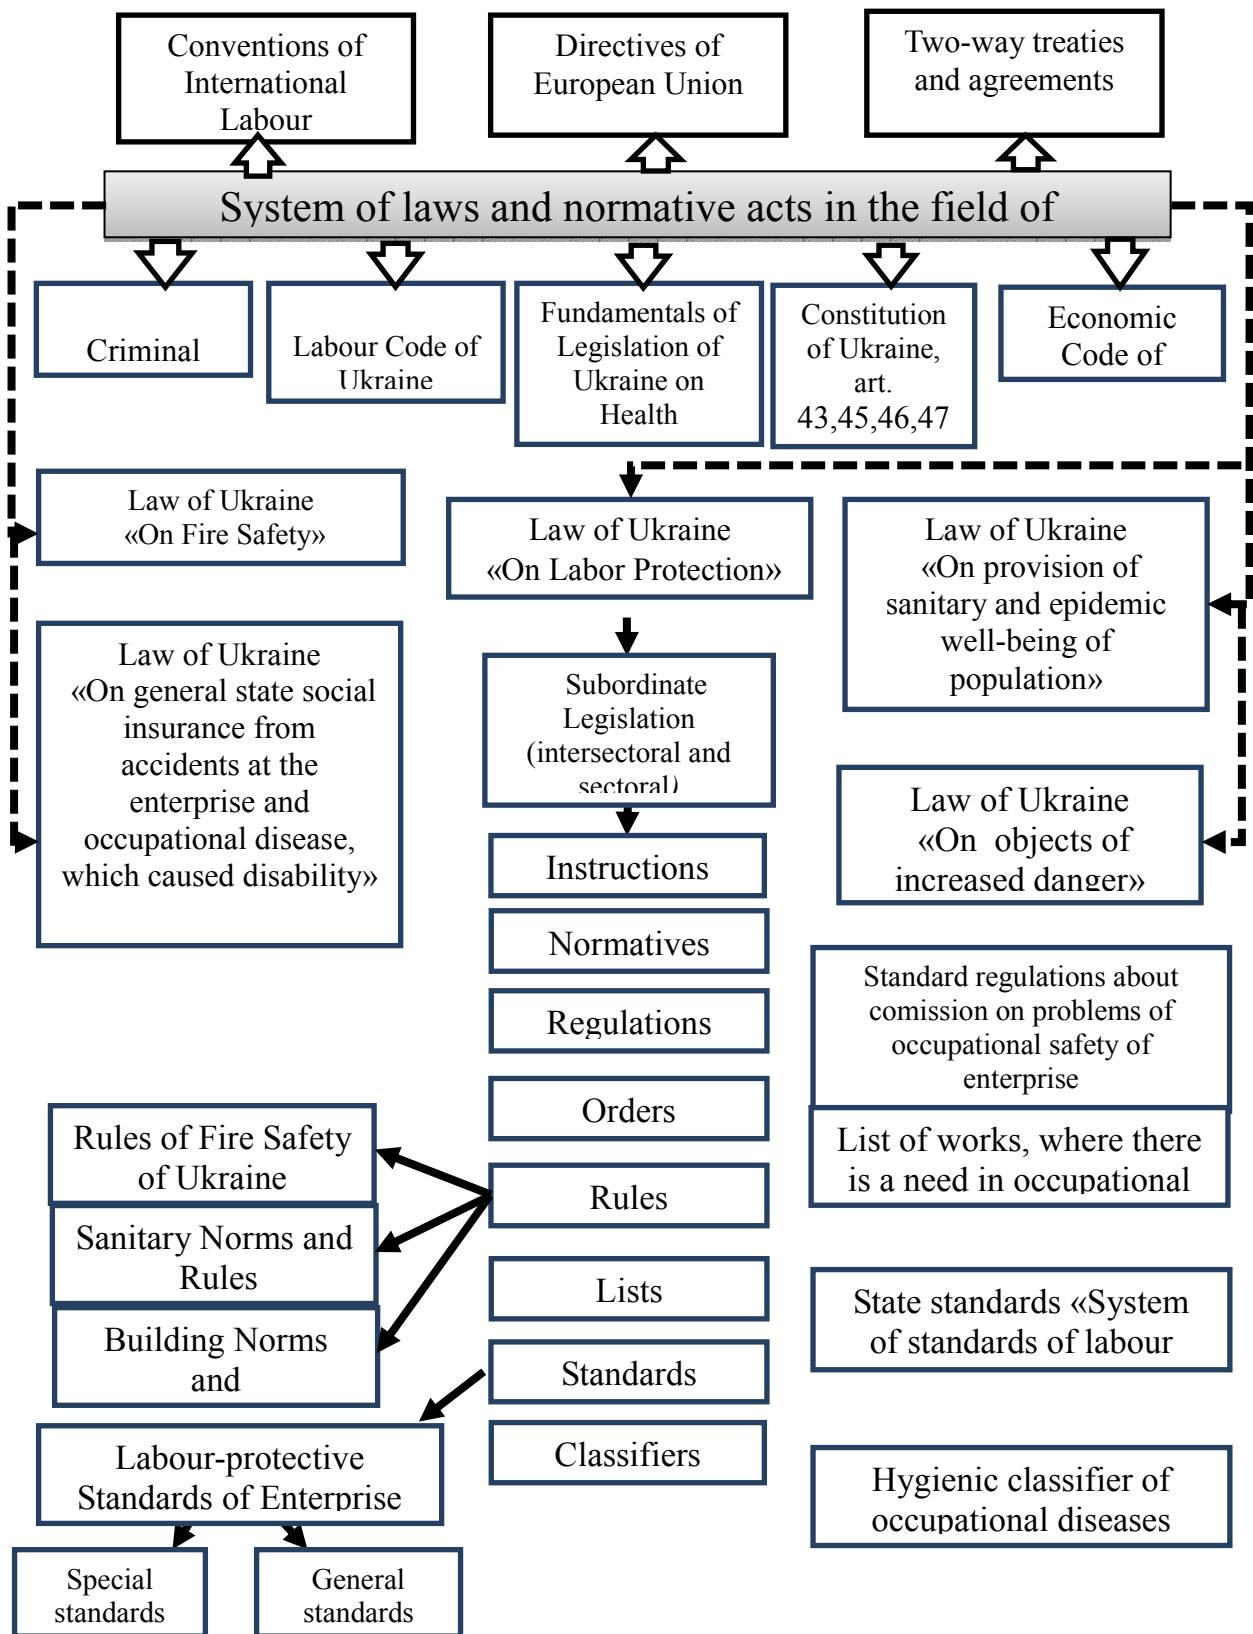 Conventions of
International
Labour
Directives of
European Union
Two-way treaties
and agreements
System of laws and normative acts in the field of
Criminal
Labour Code of
Ukraine
Fundamentals of
Legislation of
Ukraine on
Health
Constitution
of Ukraine,
art.
43,45,46,47
Economic
Code of
Law of Ukraine
«On Fire Safety»
Law of Ukraine
«On Labor Protection»
Law of Ukraine
«On provision of
sanitary and epidemic
well-being of
population»
Law of Ukraine
«On general state social
insurance from
accidents at the
enterprise and
occupational disease,
which caused disability»
Subordinate
Legislation
(intersectoral and
sectoral)
Law of Ukraine
«On objects of
increased danger»
Instructions
Normatives
Regulations
Orders
Rules
Lists
Standards
Classifiers
Standard regulations about
comission on problems of
occupational safety of
enterprise
List of works, where there
is a need in occupational
State standards «System
of standards of labour
Hygienic classifier of
occupational diseases
Rules of Fire Safety
of Ukraine
Sanitary Norms and
Rules
Building Norms
and
Labour-protective
Standards of Enterprise
Special
standards
General
standards